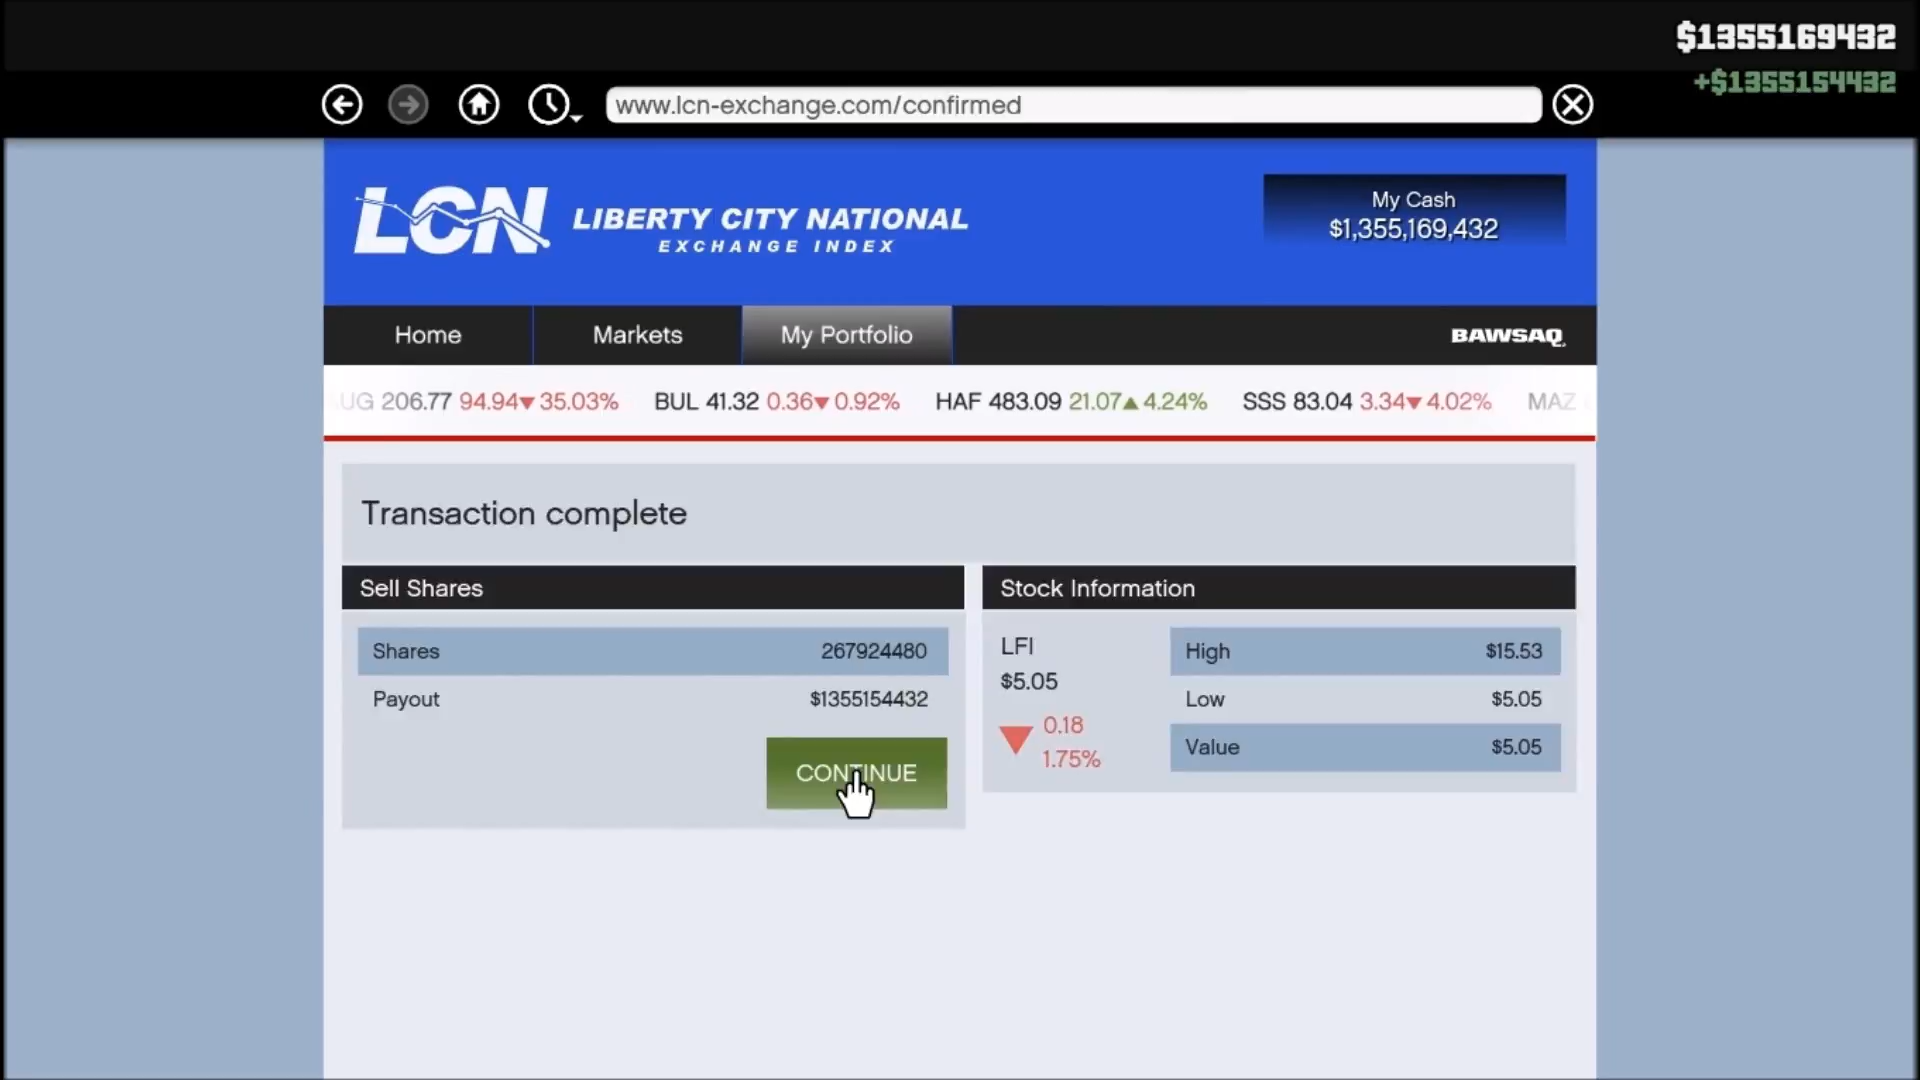 $1355169432
+$1355154432
www.lcn-exchange.com/confirmed
LCN LIBERTY CITY NATIONAL
EXCHANGE INDEX
My Cash
$1,355,169,432
Home Markets My Portfolio BAWSAQ
UG 206.77 94.94▼35.03% BUL 41.32 0.36▼0.92% HAF 483.09 21.07▲4.24% SSS 83.04 3.34▼4.02% MAZ
Transaction complete
Sell Shares
Shares 267924480
Payout $1355154432
CONTINUE
Stock Information
LFI
$5.05
0.18
1.75%
High $15.53
Low $5.05
Value $5.05